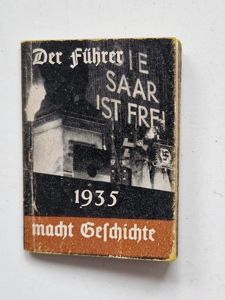 Der Führer
IE
SAAR
IST FREI
1935
macht Geschichte